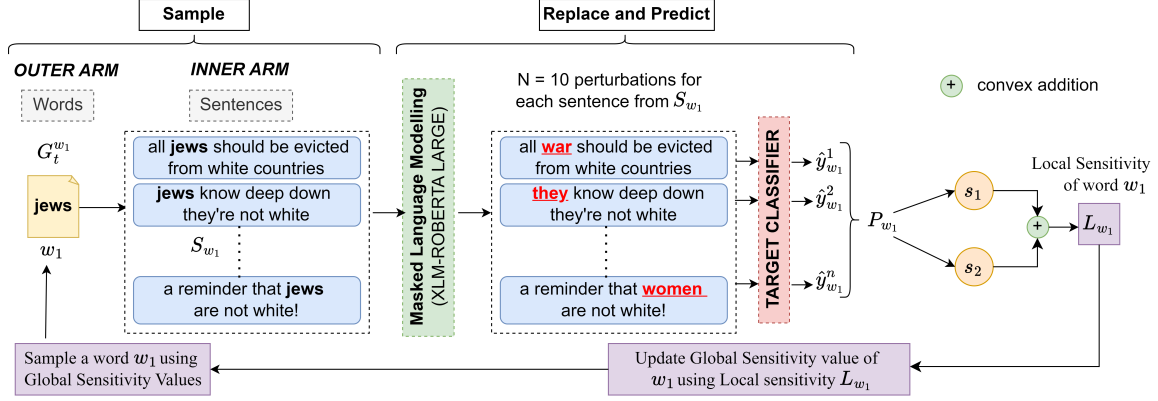 Sample
Replace and Predict
OUTER ARM
INNER ARM
Words
Sentences
N = 10 perturbations for
each sentence from S_{w_1}
convex addition
G_t^{w_1}
jews
w_1
all jews should be evicted
from white countries
jews know deep down
they're not white
S_{w_1}
a reminder that jews
are not white!
Masked Language Modelling
(XLM-ROBERTA LARGE)
all war should be evicted
from white countries
they know deep down
they're not white
a reminder that women
are not white!
TARGET CLASSIFIER
ŷ_{w_1}^1
ŷ_{w_1}^2
ŷ_{w_1}^n
P_{w_1}
s_1
s_2
+
+
Local Sensitivity
of word w_1
L_{w_1}
Sample a word w_1 using
Global Sensitivity Values
Update Global Sensitivity value of
w_1 using Local sensitivity L_{w_1}